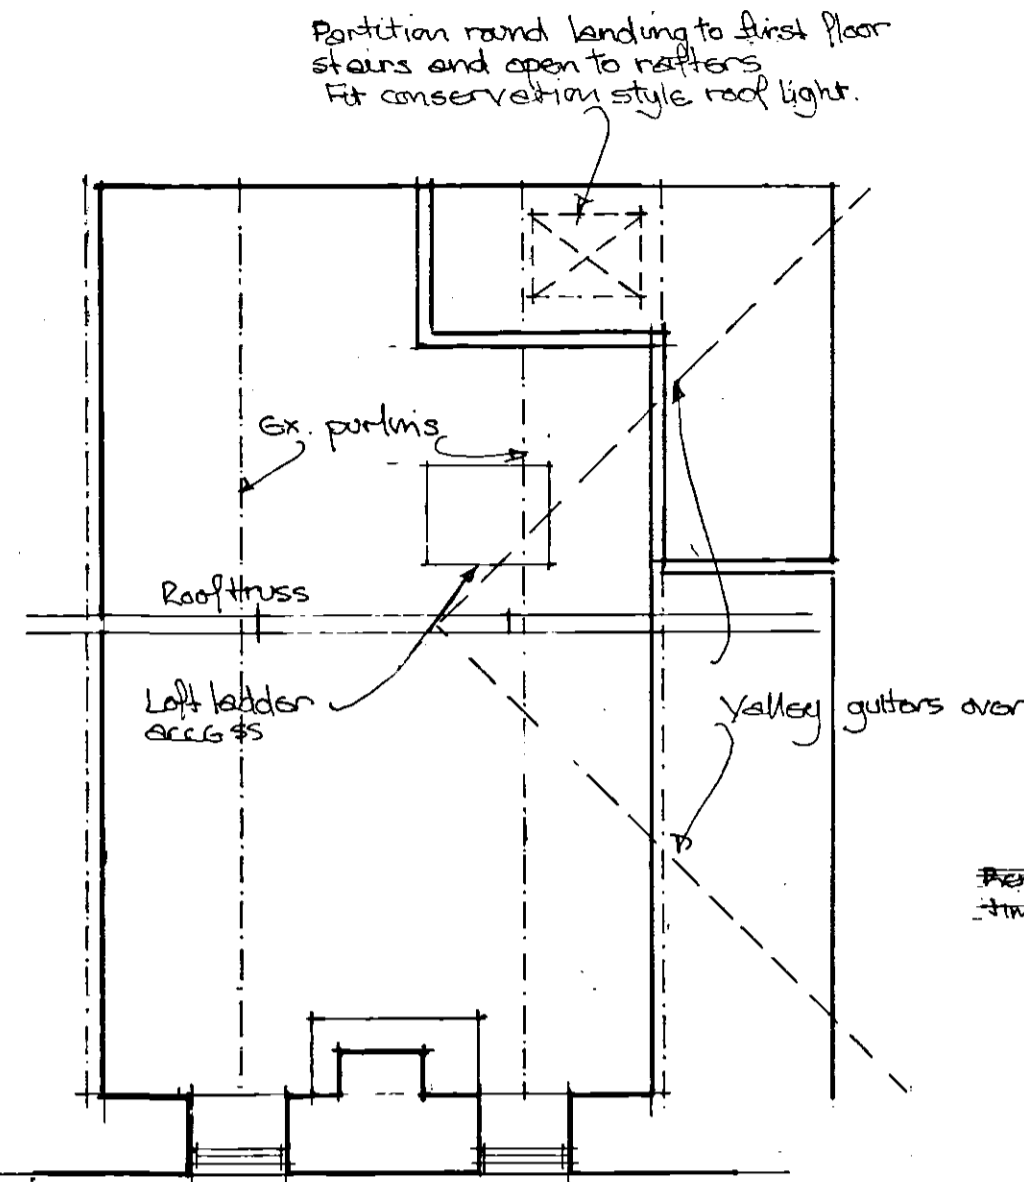 Partition round landing to first floor
stairs and open to rafters
Fit conservation style roof light.
Ex. purlins
Roof truss
Loft ladder
access
Valley gutters over